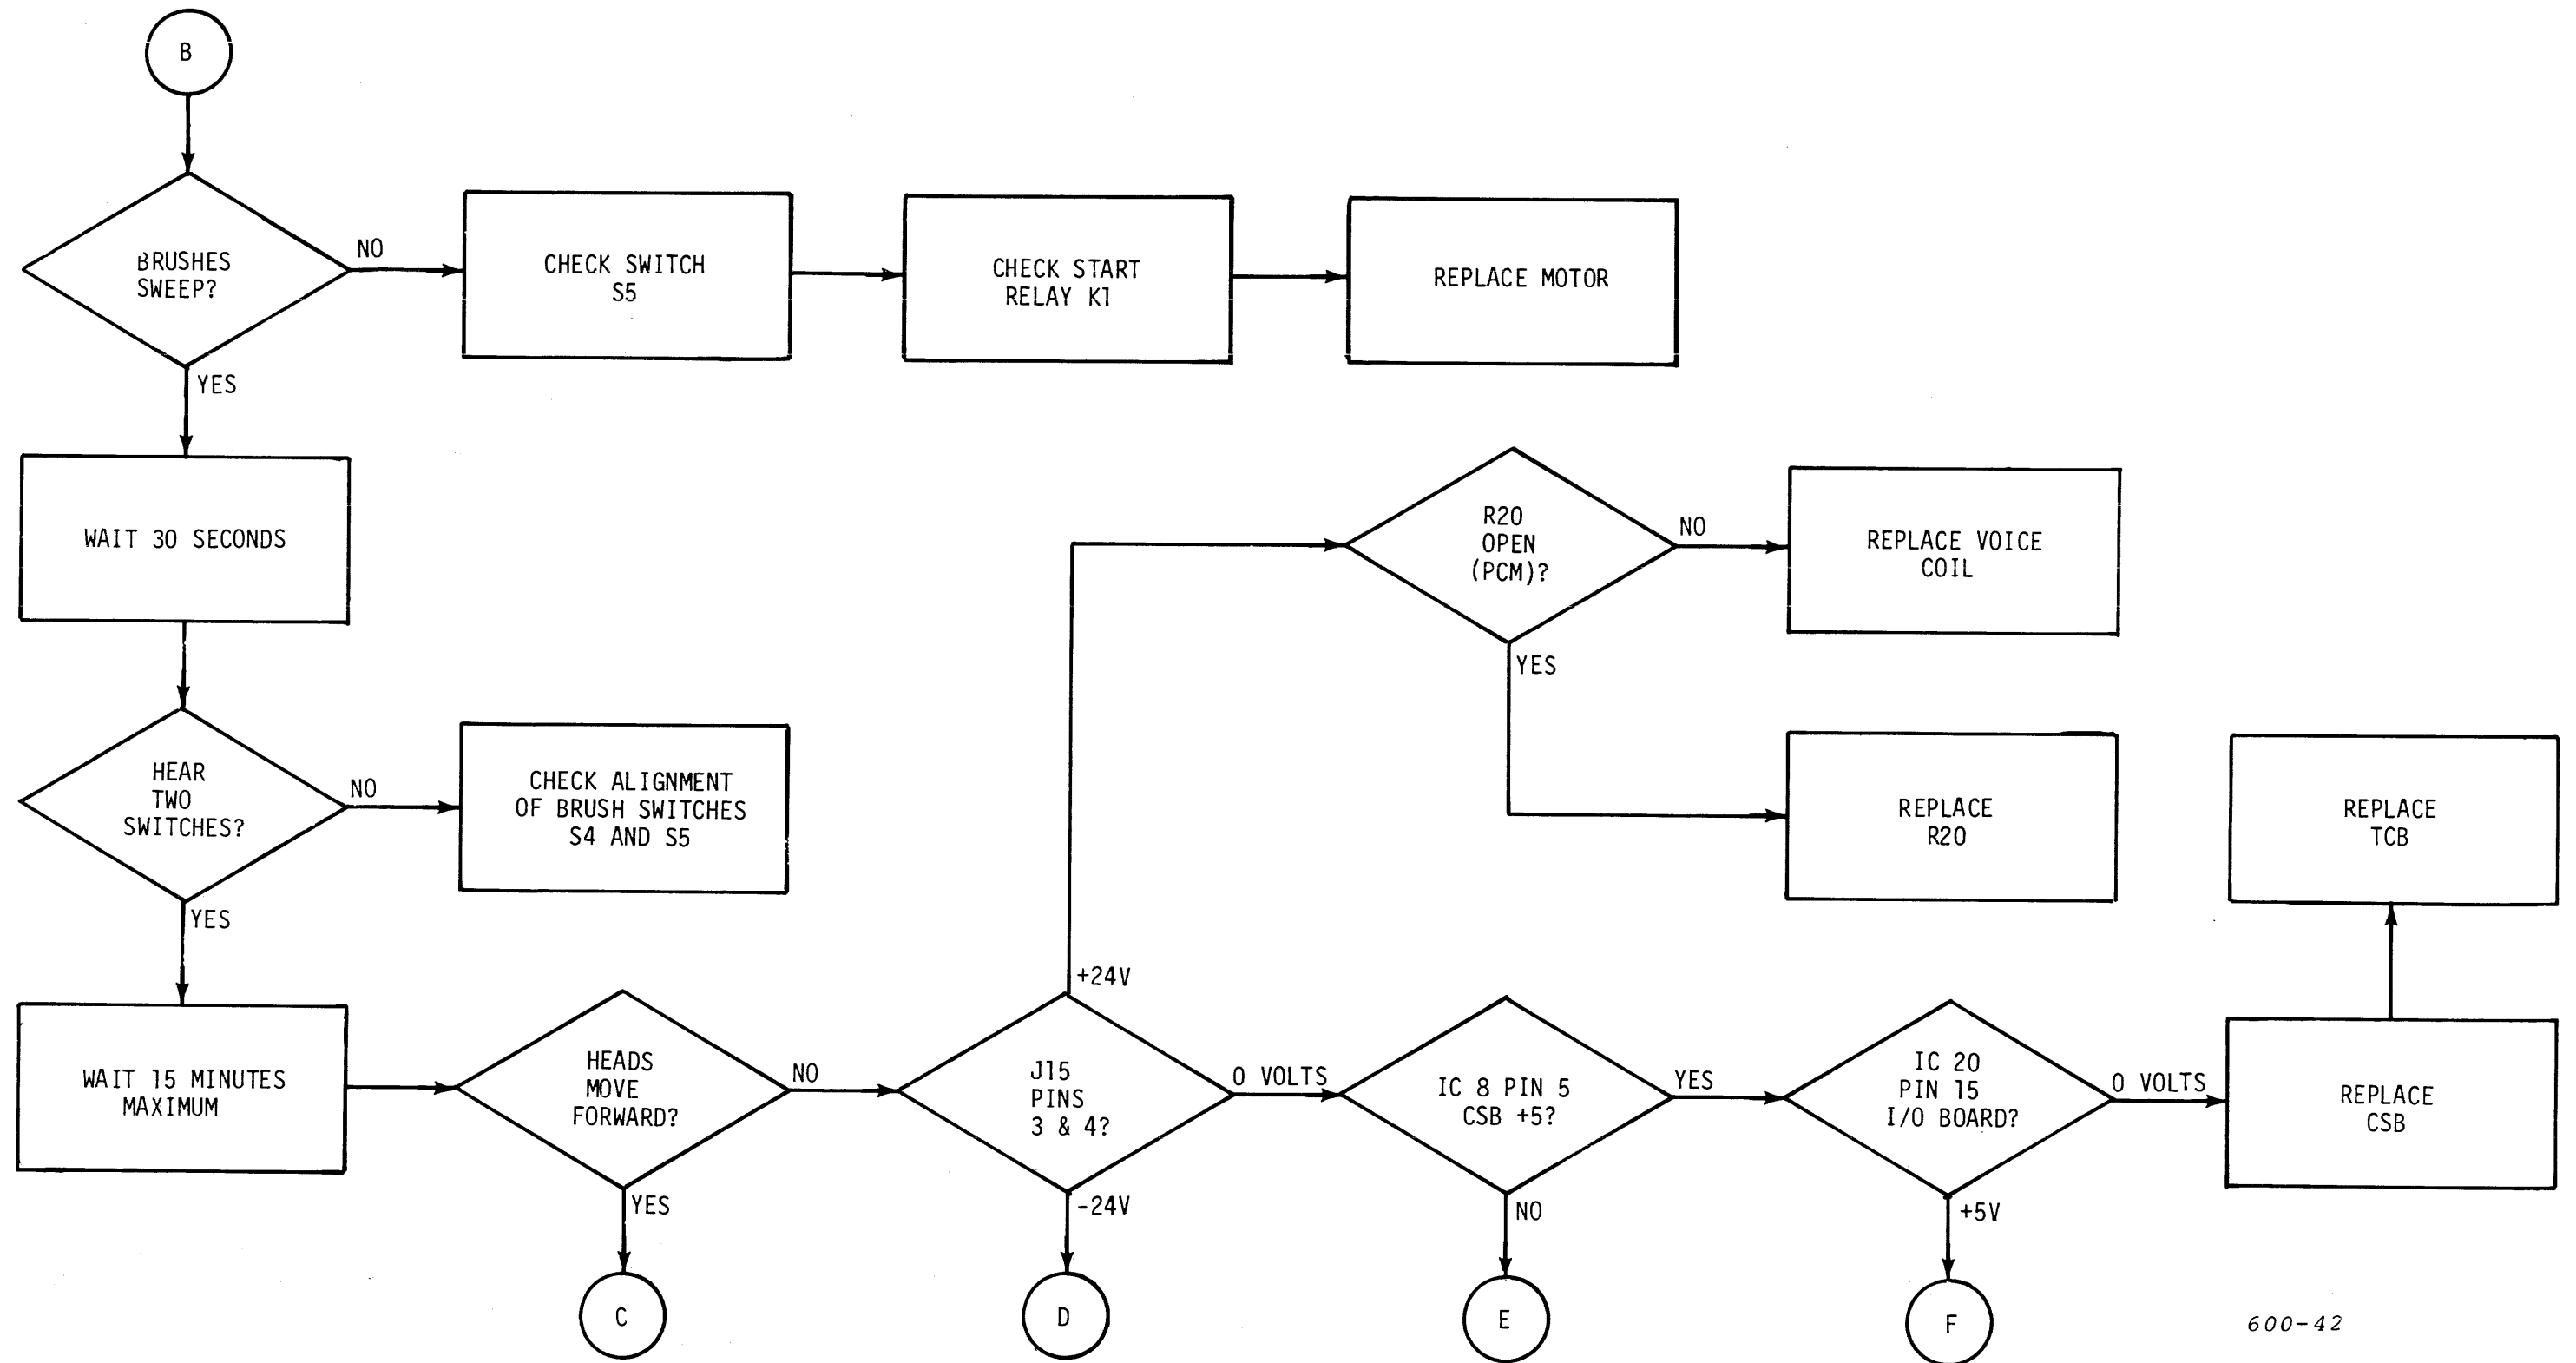 B
BRUSHES
SWEEP?
NO
YES
CHECK SWITCH
S5
CHECK START
RELAY K1
REPLACE MOTOR
WAIT 30 SECONDS
HEAR
TWO
SWITCHES?
NO
YES
CHECK ALIGNMENT
OF BRUSH SWITCHES
S4 AND S5
WAIT 15 MINUTES
MAXIMUM
HEADS
MOVE
FORWARD?
NO
YES
C
J15
PINS
3 & 4?
+24V
0 VOLTS
-24V
D
R20
OPEN
(PCM)?
NO
YES
REPLACE VOICE
COIL
REPLACE
R20
IC 8 PIN 5
CSB +5?
YES
NO
E
IC 20
PIN 15
I/O BOARD?
0 VOLTS
+5V
F
REPLACE
CSB
REPLACE
TCB
600-42